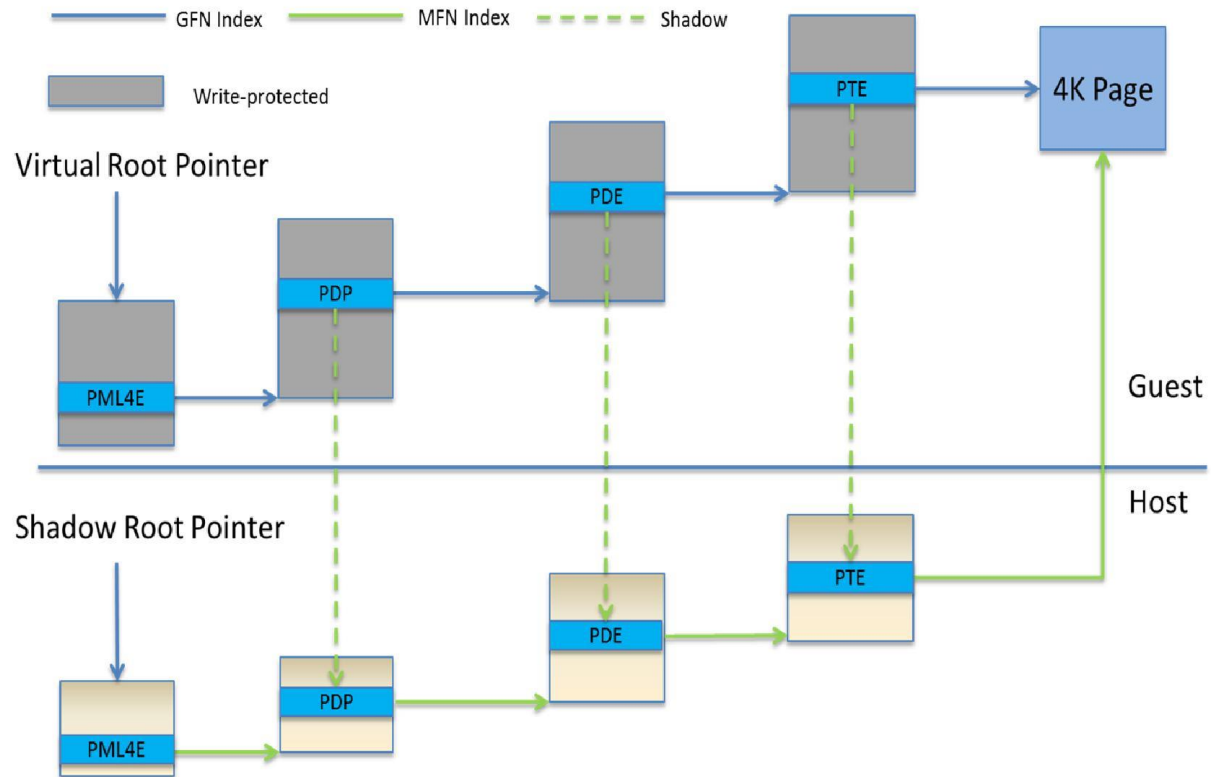 GFN Index
MFN Index
Shadow
Write-protected
PTE
4K Page
Virtual Root Pointer
PDE
PDP
PML4E
Guest
Host
Shadow Root Pointer
PTE
PDE
PDP
PML4E